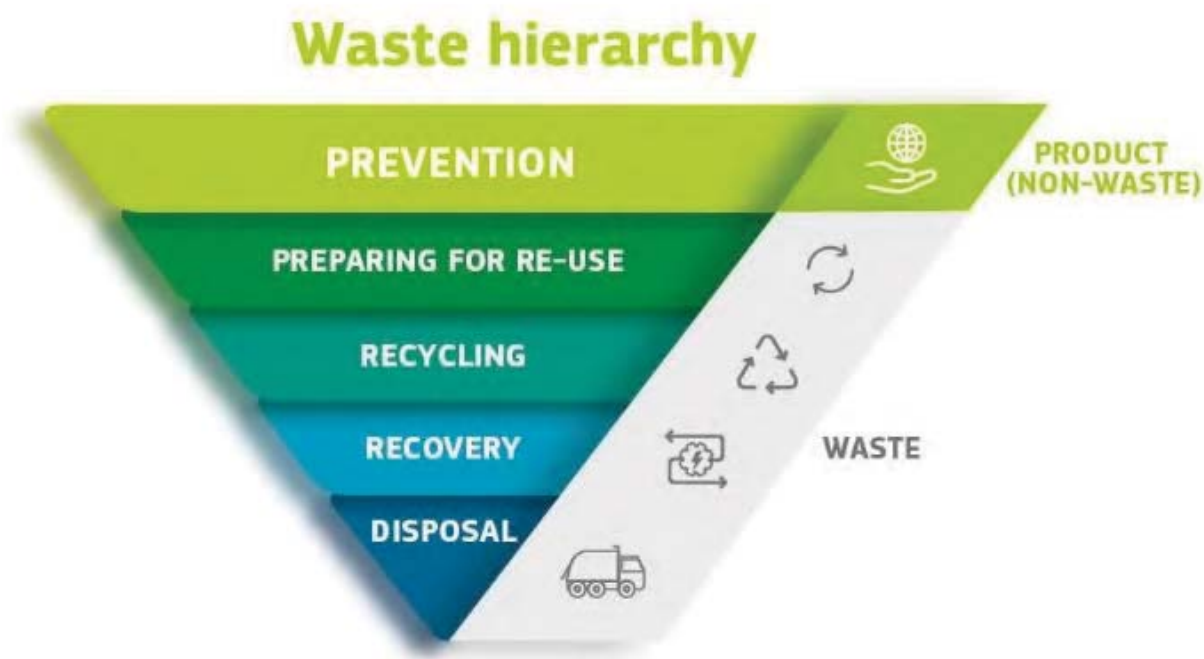 Waste hierarchy
PREVENTION
PRODUCT
(NON-WASTE)
PREPARING FOR RE-USE
RECYCLING
RECOVERY
WASTE
DISPOSAL